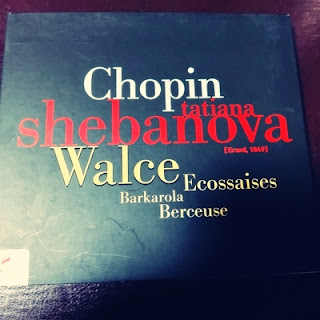 Chopin
tatiana
shebanova
[Erard, 1849]
Walce
Ecossaises
Barkarola
Berceuse